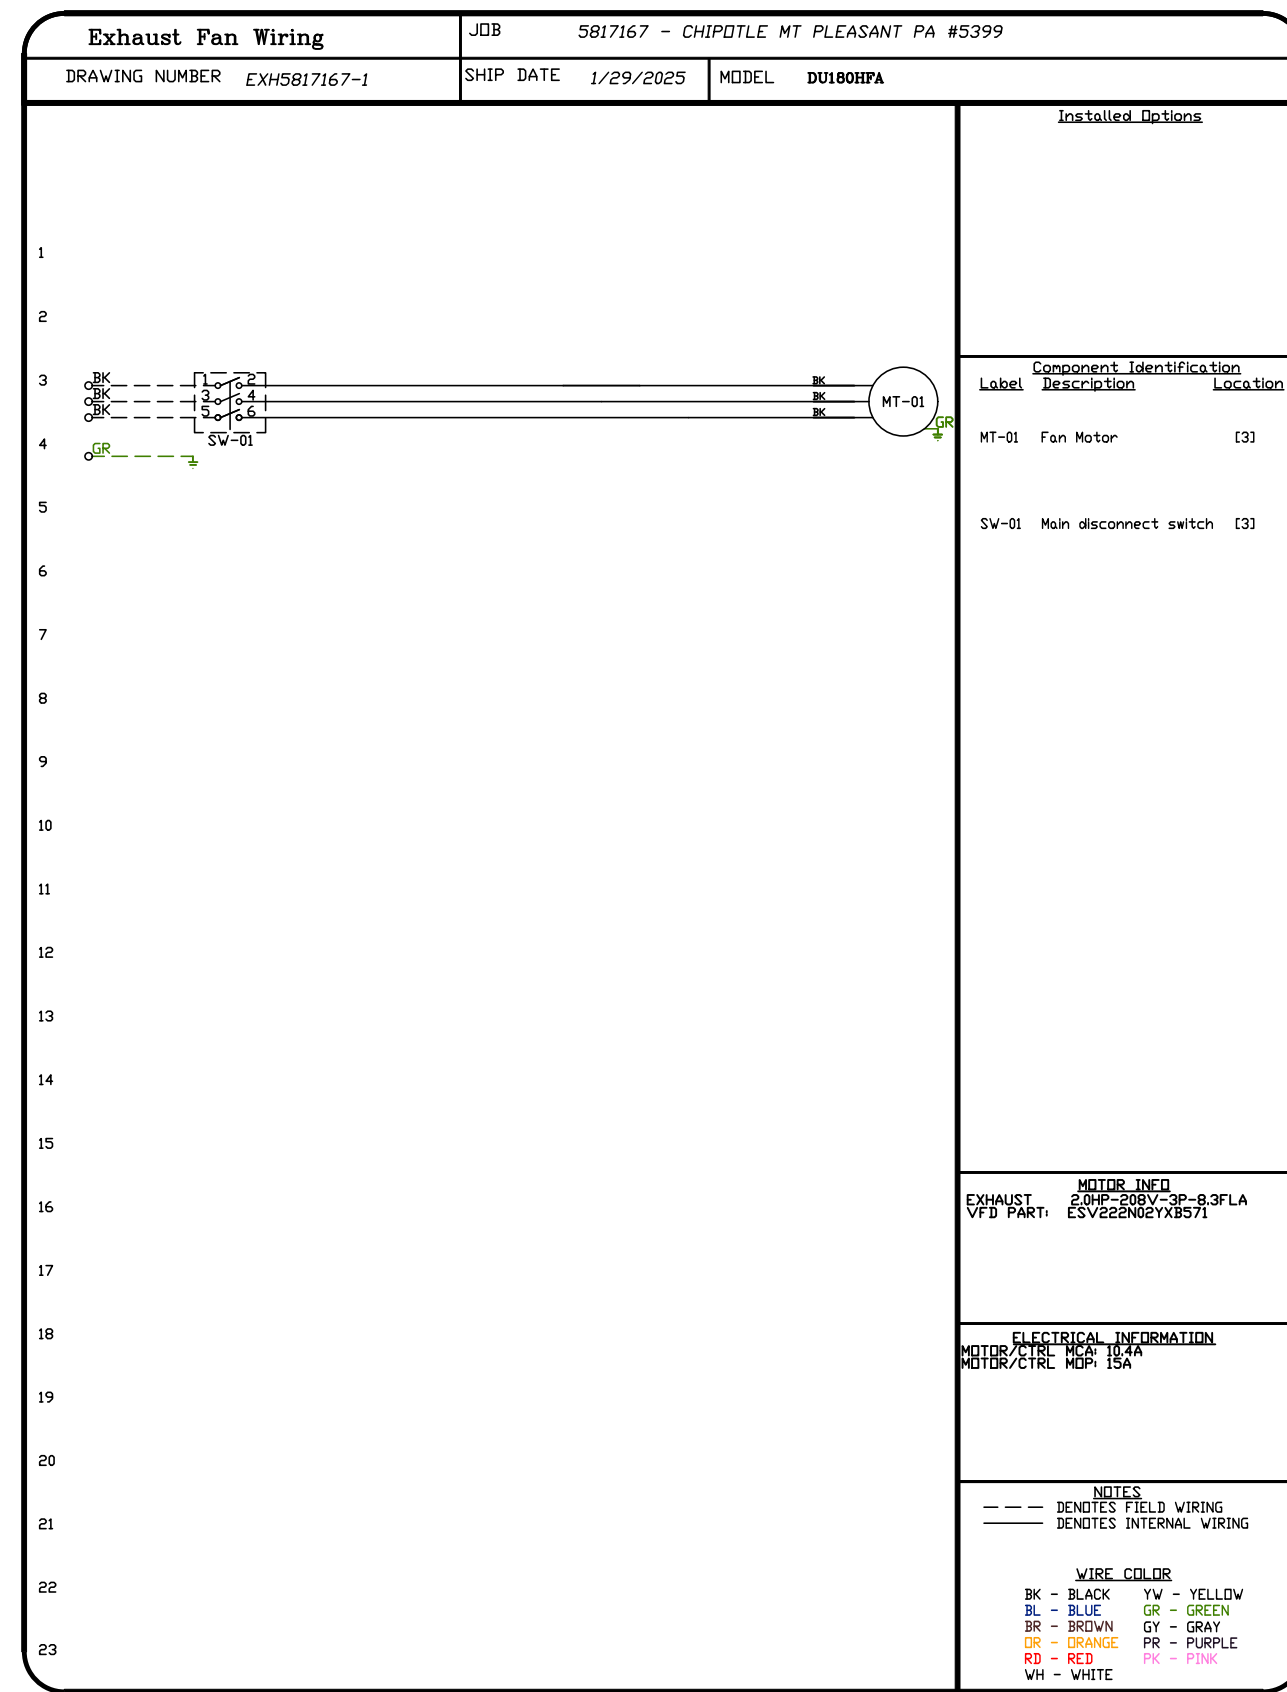 Exhaust Fan Wiring
JOB 5817167 - CHIPOTLE MT PLEASANT PA #5399
DRAWING NUMBER EXH5817167-1
SHIP DATE 1/29/2025
MODEL DU180HFA
Installed Options
1
2
3
4
5
6
7
8
9
10
11
12
13
14
15
16
17
18
19
20
21
22
23
BK 1 2 BK
BK 3 4 BK
BK 5 6 BK
MT-01
GR
SW-01
GR
Component Identification
Label Description Location
MT-01 Fan Motor [3]
SW-01 Main disconnect switch [3]
MOTOR INFO
EXHAUST 2.0HP-208V-3P-8.3FLA
VFD PART: ESV222N02YXB571
ELECTRICAL INFORMATION
MOTOR/CTRL MCA: 10.4A
MOTOR/CTRL MOP: 15A
NOTES
DENOTES FIELD WIRING
DENOTES INTERNAL WIRING
WIRE COLOR
BK - BLACK YW - YELLOW
BL - BLUE GR - GREEN
BR - BROWN GY - GRAY
OR - ORANGE PR - PURPLE
RD - RED PK - PINK
WH - WHITE